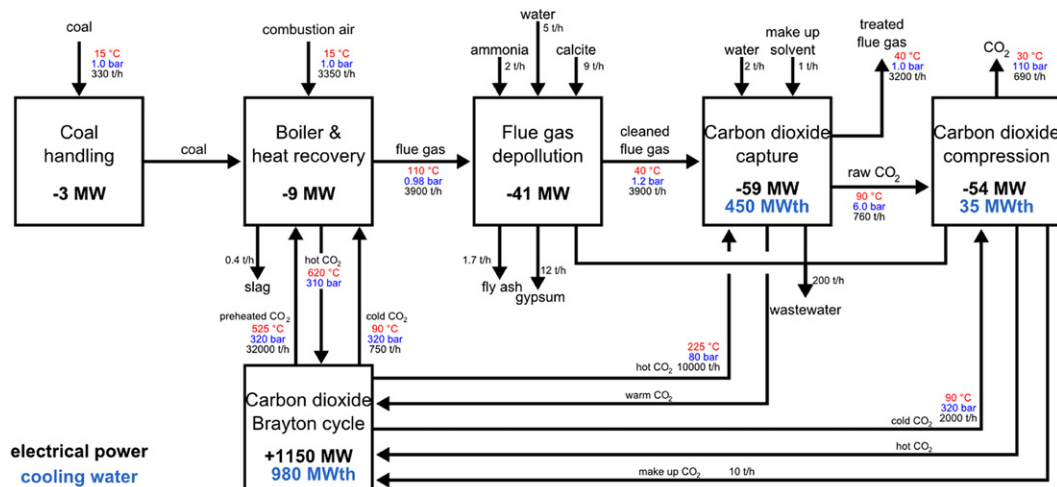 coal
15 °C
1.0 bar
330 t/h
combustion air
15 °C
1.0 bar
3350 t/h
water
5 t/h
ammonia
2 t/h
calcite
9 t/h
water
2 t/h
make up
solvent
1 t/h
treated
flue gas
40 °C
1.0 bar
3200 t/h
CO2
30 °C
110 bar
690 t/h
Coal
handling
-3 MW
coal
Boiler &
heat recovery
-9 MW
flue gas
110 °C
0.98 bar
3900 t/h
Flue gas
depollution
-41 MW
cleaned
flue gas
40 °C
1.2 bar
3900 t/h
Carbon dioxide
capture
-59 MW
450 MWth
raw CO2
90 °C
6.0 bar
760 t/h
Carbon dioxide
compression
-54 MW
35 MWth
0.4 t/h
slag
hot CO2
620 °C
310 bar
1.7 t/h
fly ash
12 t/h
gypsum
200 t/h
wastewater
preheated CO2
525 °C
320 bar
32000 t/h
cold CO2
90 °C
320 bar
750 t/h
225 °C
80 bar
hot CO2 10000 t/h
warm CO2
90 °C
320 bar
2000 t/h
cold CO2
hot CO2
make up CO2 10 t/h
Carbon dioxide
Brayton cycle
+1150 MW
980 MWth
electrical power
cooling water